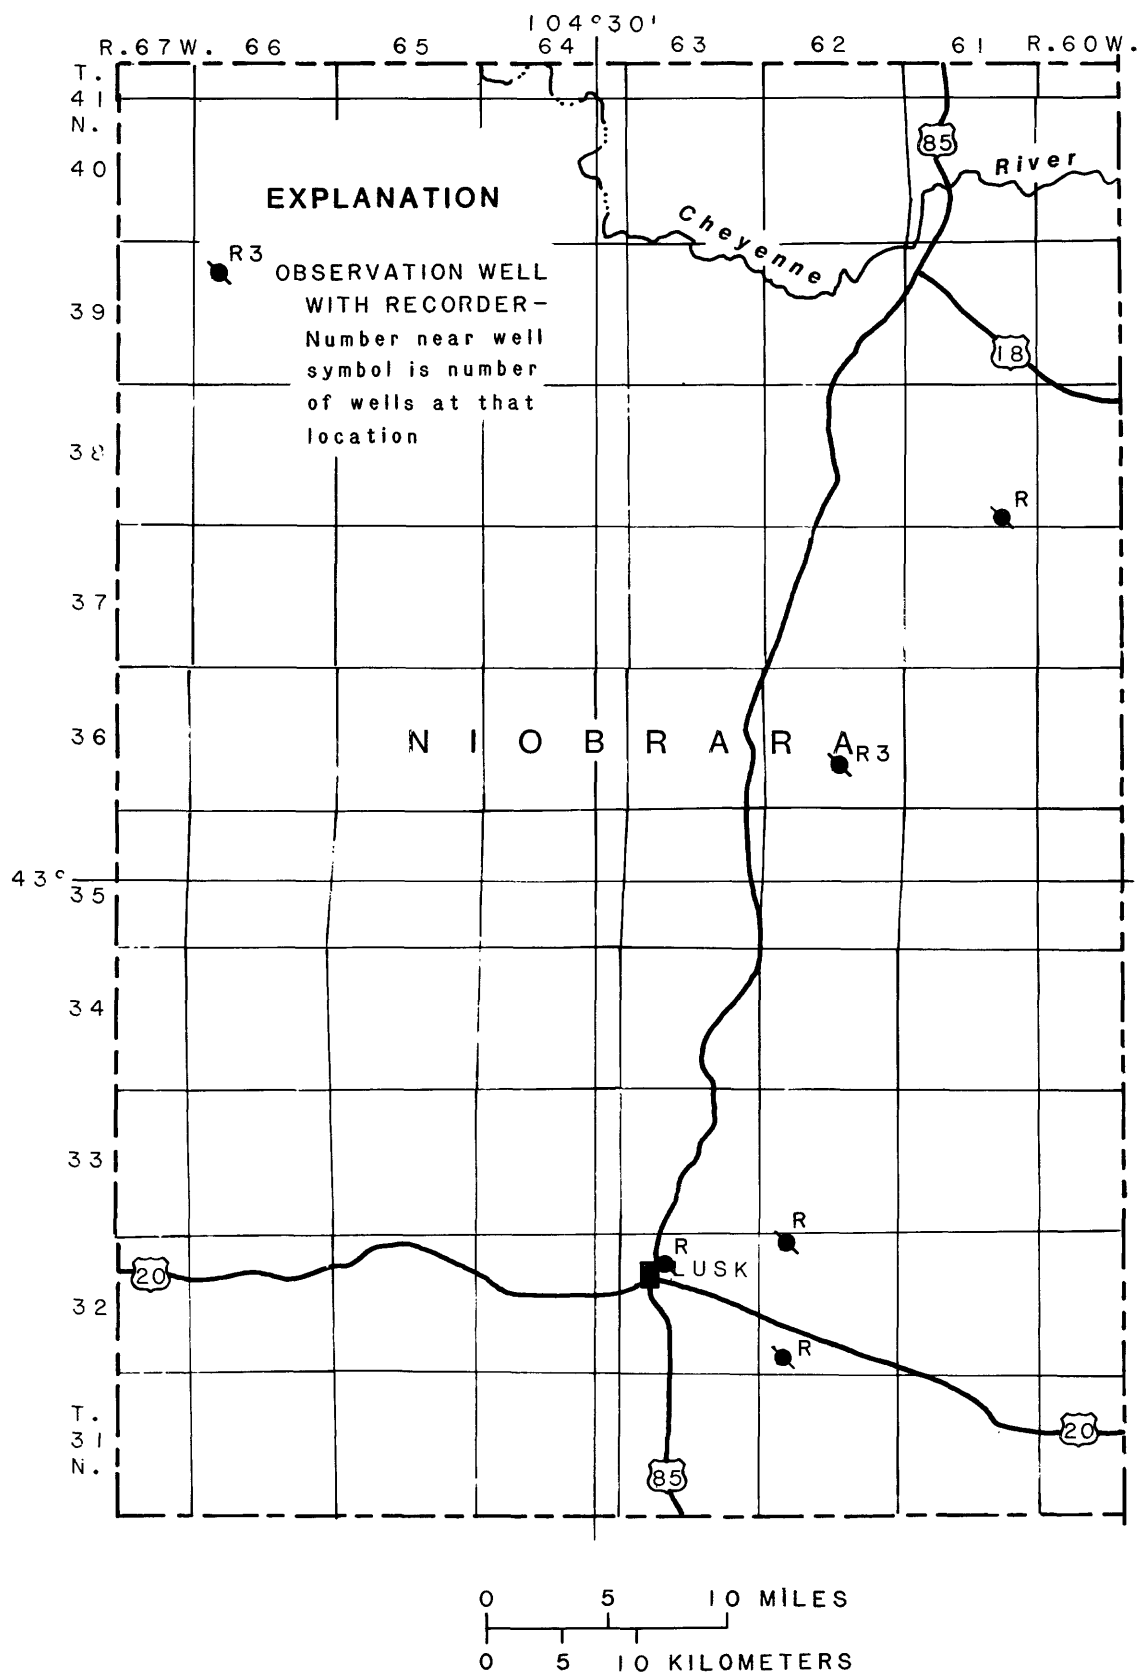 104°30'
R.67W. 66 65 64 63 62 61 R.60W.
T.
41
N.
85
40
River
EXPLANATION
Cheyenne
R3
OBSERVATION WELL
WITH RECORDER–
Number near well
symbol is number
of wells at that
location
39
18
38
R
37
36
N I O B R A R A
R3
43°
35
34
33
R
R
LUSK
20
32
R
T.
31
N.
20
85
0 5 10 MILES
0 5 10 KILOMETERS